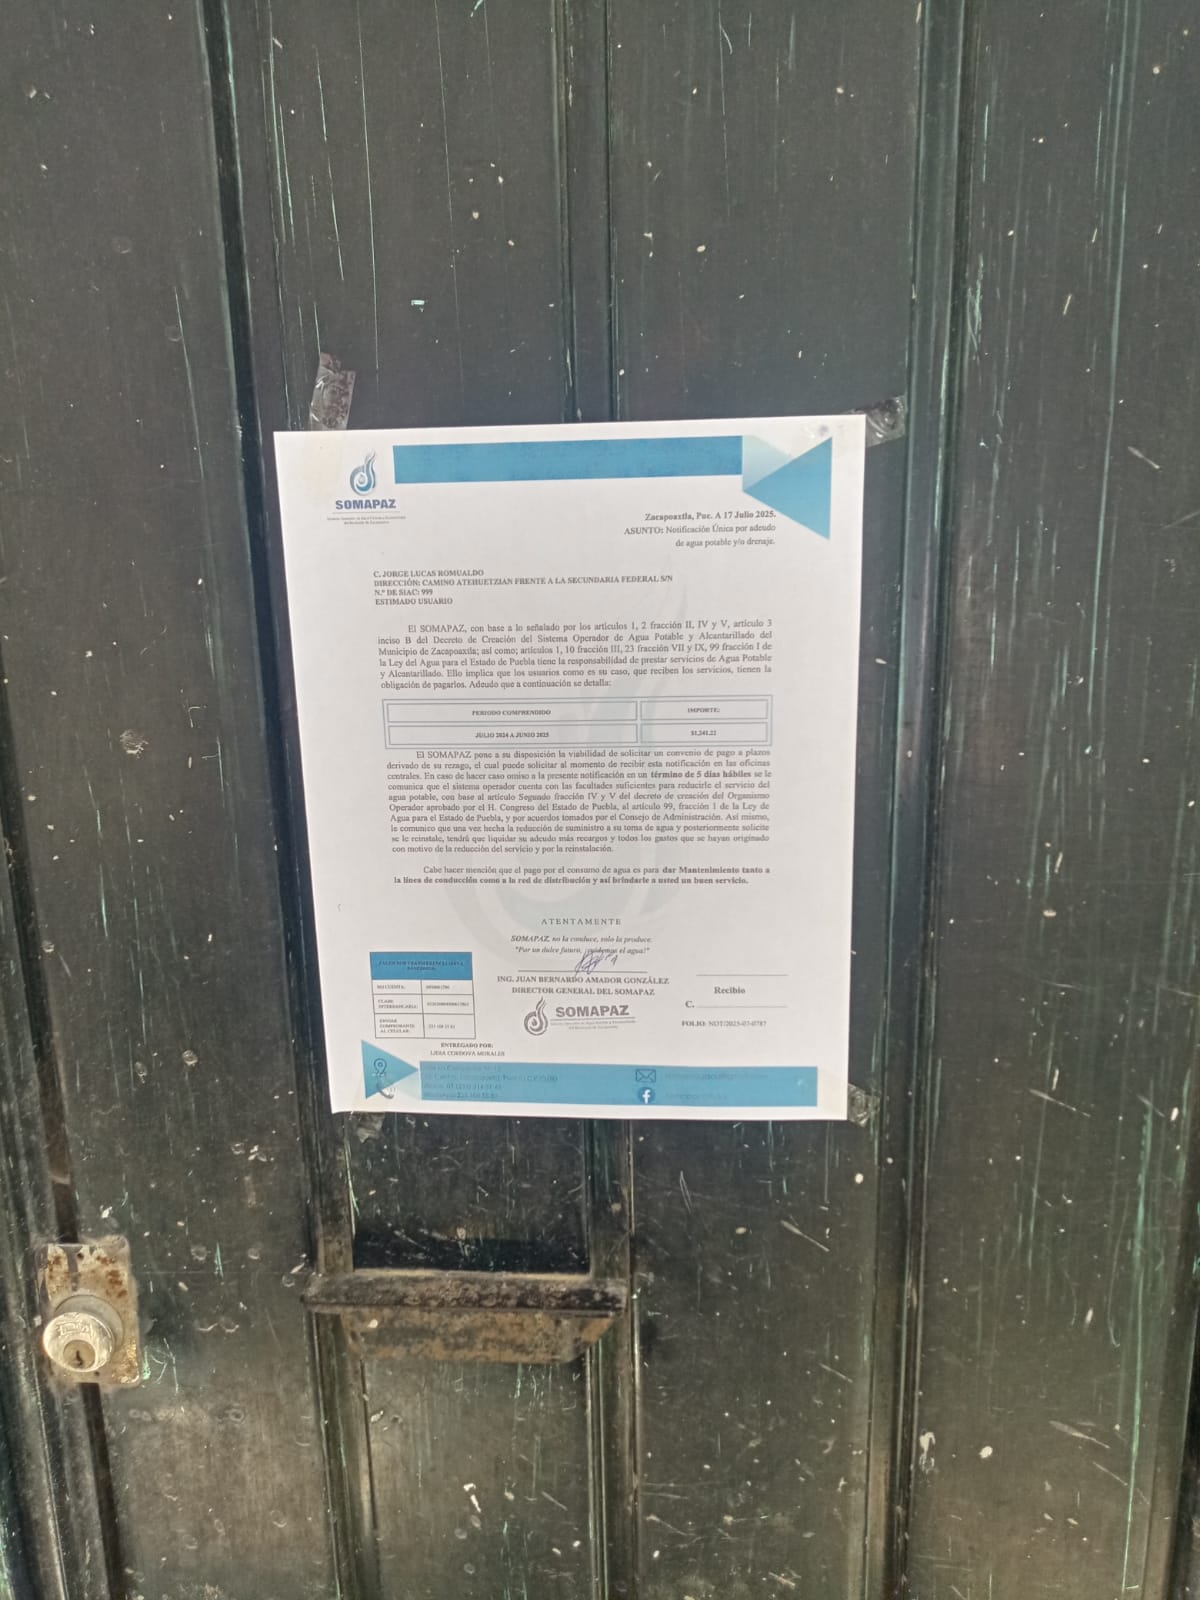 SOMAPAZ
Zacapoaxtla, Pue. A 17 Julio 2025.
ASUNTO: Notificación Única por adeudo
de agua potable y/o drenaje.
C. JORGE LUCAS ROMUALDO
DIRECCIÓN: CAMINO ATEHUETZIAN FRENTE A LA SECUNDARIA FEDERAL S/N
N.º DE SIAC: 999
ESTIMADO USUARIO
El SOMAPAZ, con base a lo señalado por los artículos 1, 2 fracción II, IV y V, artículo 3
inciso B del Decreto de Creación del Sistema Operador de Agua Potable y Alcantarillado del
Municipio de Zacapoaxtla; así como; artículos 1, 10 fracción III, 23 fracción VII y IX, 99 fracción I de
la Ley del Agua para el Estado de Puebla tiene la responsabilidad de prestar servicios de Agua Potable
y Alcantarillado. Ello implica que los usuarios como es su caso, que reciben los servicios, tienen la
obligación de pagarlos. Adeudo que a continuación se detalla:
PERIODO COMPRENDIDO IMPORTE:
JULIO 2024 A JUNIO 2025 $1,241.22
El SOMAPAZ pone a su disposición la viabilidad de solicitar un convenio de pago a plazos
derivado de su rezago, el cual puede solicitar al momento de recibir esta notificación en las oficinas
centrales. En caso de hacer caso omiso a la presente notificación en un término de 5 días hábiles se le
comunica que el sistema operador cuenta con las facultades suficientes para reducirle el servicio del
agua potable, con base al artículo Segundo fracción IV y V del decreto de creación del Organismo
Operador aprobado por el H. Congreso del Estado de Puebla, al artículo 99, fracción 1 de la Ley de
Agua para el Estado de Puebla, y por acuerdos tomados por el Consejo de Administración. Así mismo,
le comunico que una vez hecha la reducción de suministro a su toma de agua y posteriormente solicite
se le reinstale, tendrá que liquidar su adeudo más recargos y todos los gastos que se hayan originado
con motivo de la reducción del servicio y por la reinstalación.
Cabe hacer mención que el pago por el consumo de agua es para dar Mantenimiento tanto a
la línea de conducción como a la red de distribución y así brindarle a usted un buen servicio.
ATENTAMENTE
SOMAPAZ, no la conduce, solo la produce.
"Por un dulce futuro, ¡cuidemos el agua!"
ING. JUAN BERNARDO AMADOR GONZÁLEZ
DIRECTOR GENERAL DEL SOMAPAZ
SOMAPAZ
Recibio
C.
FOLIO: NOT/2025-07-0787
NO CUENTA:
CLABE
INTERBANCARIA:
ENVIAR
COMPROBANTE
AL CELULAR:
ENTREGADO POR:
LIDIA CORDOVA MORALES